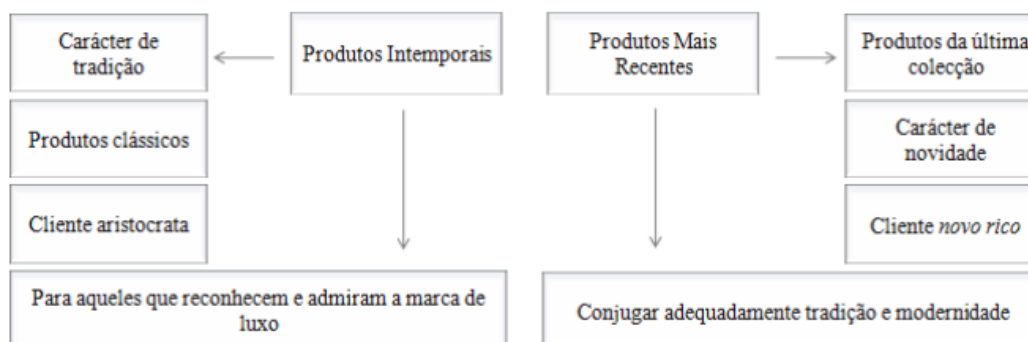 Carácter de
tradição
Produtos Intemporais
Produtos Mais
Recentes
Produtos da última
colecção
Produtos clássicos
Carácter de
novidade
Cliente aristocrata
Cliente novo rico
Para aqueles que reconhecem e admiram a marca de
luxo
Conjugar adequadamente tradição e modernidade